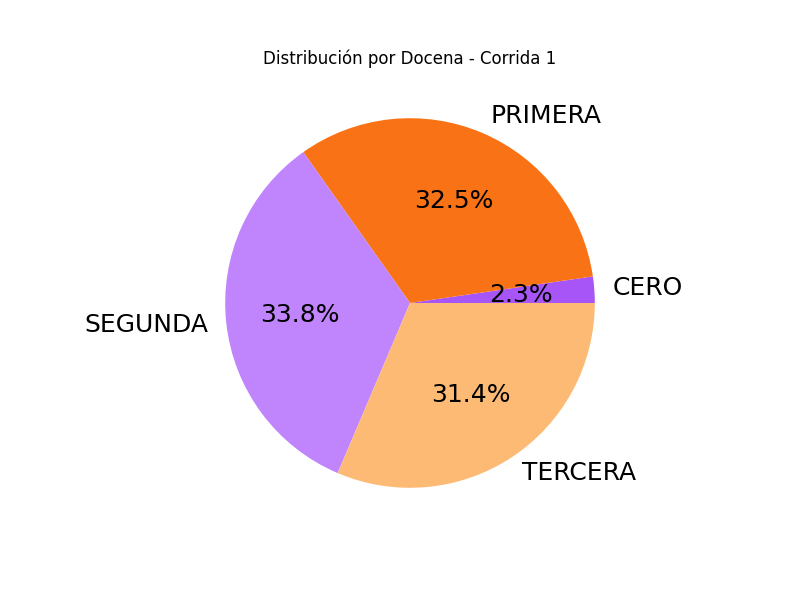 Distribución por Docena - Corrida 1
PRIMERA
32.5%
CERO
2.3%
SEGUNDA
33.8%
31.4%
TERCERA